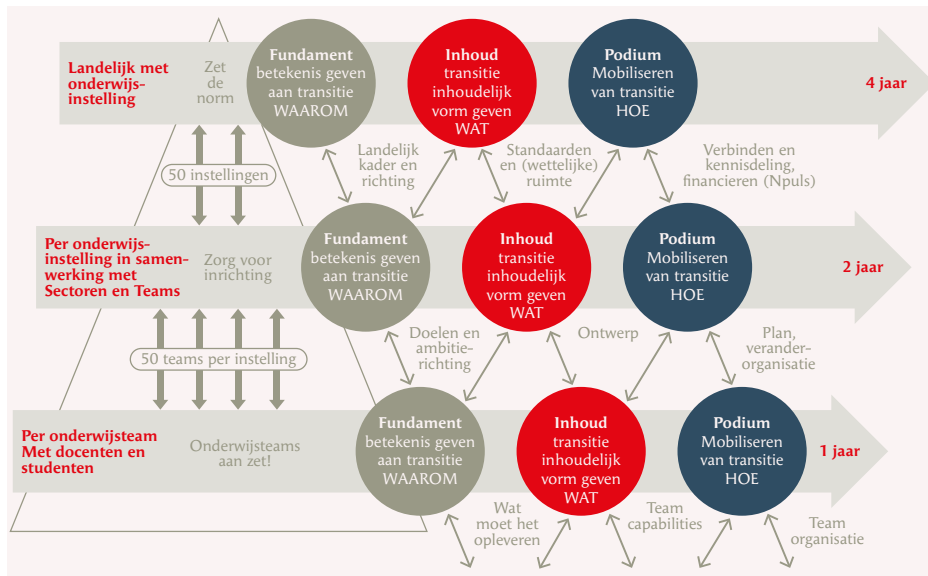 Landelijk met
onderwijs-
instelling
Zet
de
norm
Fundament
betekenis geven
aan transitie
WAAROM
Inhoud
transitie
inhoudelijk
vorm geven
WAT
Podium
Mobiliseren
van transitie
HOE
4 jaar
50 instellingen
Landelijk
kader en
richting
Standaarden
en (wettelijke)
ruimte
Verbinden en
kennisdeling,
financieren (Npuls)
Per onderwijs-
instelling in samen-
werking met
Sectoren en Teams
Zorg voor
inrichting
Fundament
betekenis geven
aan transitie
WAAROM
Inhoud
transitie
inhoudelijk
vorm geven
WAT
Podium
Mobiliseren
van transitie
HOE
2 jaar
50 teams per instelling
Doelen en
ambitie-
richting
Ontwerp
Plan,
verander-
organisatie
Per onderwijsteam
Met docenten en
studenten
Onderwijsteams
aan zet!
Fundament
betekenis geven
aan transitie
WAAROM
Inhoud
transitie
inhoudelijk
vorm geven
WAT
Podium
Mobiliseren
van transitie
HOE
1 jaar
Wat
moet het
opleveren
Team
capabilities
Team
organisatie